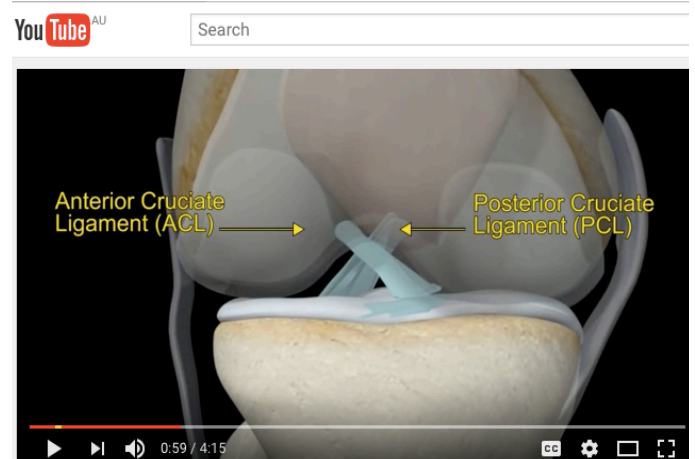 YouTube AU
Search
Anterior Cruciate
Ligament (ACL)
Posterior Cruciate
Ligament (PCL)
0:59 / 4:15
CC